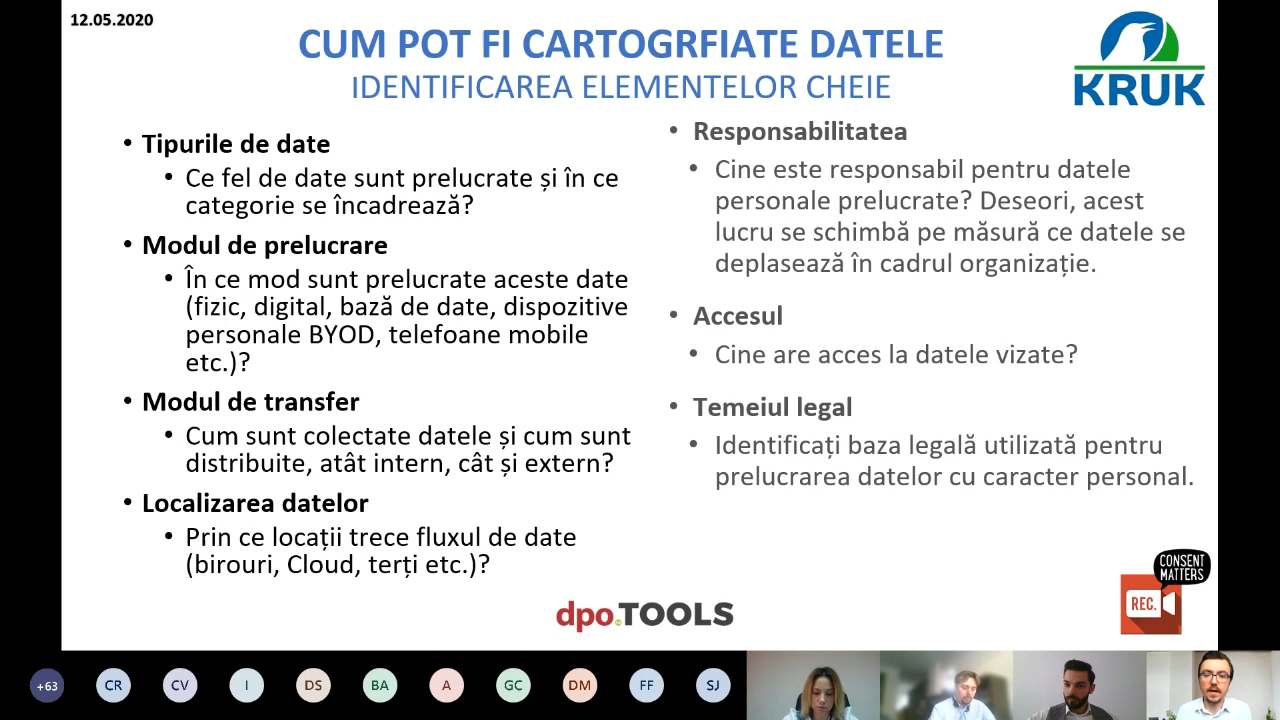 12.05.2020
CUM POT FI CARTOGRFIATE DATELE
IDENTIFICAREA ELEMENTELOR CHEIE
KRUK
• Tipurile de date
• Ce fel de date sunt prelucrate și în ce
categorie se încadrează?
• Modul de prelucrare
• În ce mod sunt prelucrate aceste date
(fizic, digital, bază de date, dispozitive
personale BYOD, telefoane mobile
etc.)?
• Modul de transfer
• Cum sunt colectate datele și cum sunt
distribuite, atât intern, cât și extern?
• Localizarea datelor
• Prin ce locații trece fluxul de date
(birouri, Cloud, terți etc.)?
• Responsabilitatea
• Cine este responsabil pentru datele
personale prelucrate? Deseori, acest
lucru se schimbă pe măsură ce datele se
deplasează în cadrul organizație.
• Accesul
• Cine are acces la datele vizate?
• Temeiul legal
• Identificați baza legală utilizată pentru
prelucrarea datelor cu caracter personal.
CONSENT
MATTERS
REC.
dpo.TOOLS
+63 CR CV I DS BA A GC DM FF SJ